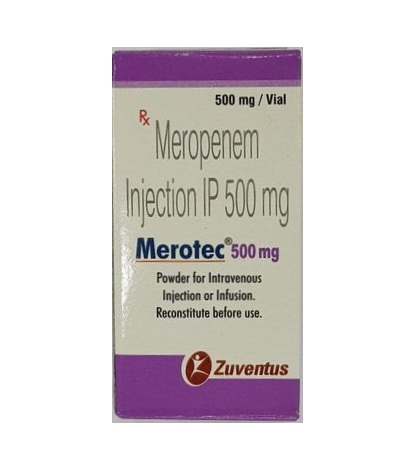 500 mg / Vial
Rx
Meropenem
Injection IP 500 mg
Merotec® 500 mg
Powder for Intravenous
Injection or Infusion.
Reconstitute before use.
Zuventus